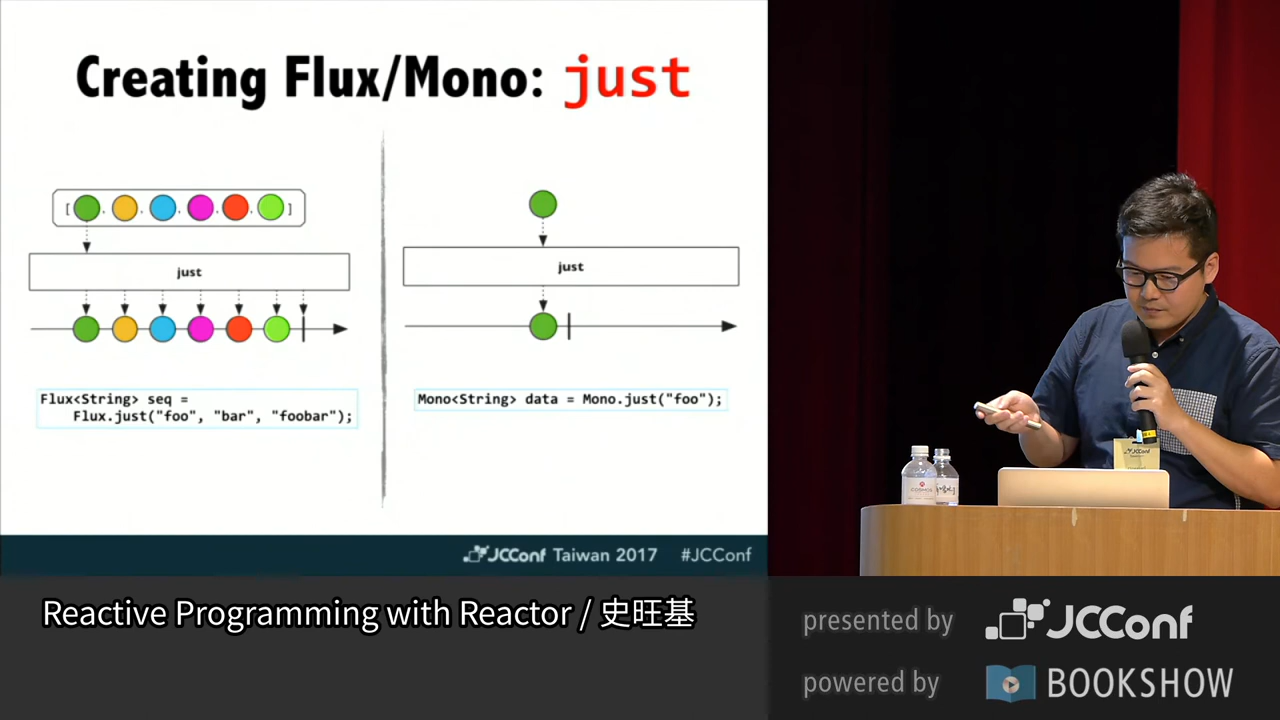 Creating Flux/Mono: just
[ , , , , , ]
just
just
Flux<String> seq =
Flux.just("foo", "bar", "foobar");
Mono<String> data = Mono.just("foo");
JCConf Taiwan 2017 #JCConf
JCConf
Reactive Programming with Reactor / 史旺基
presented by JCConf
powered by BOOKSHOW